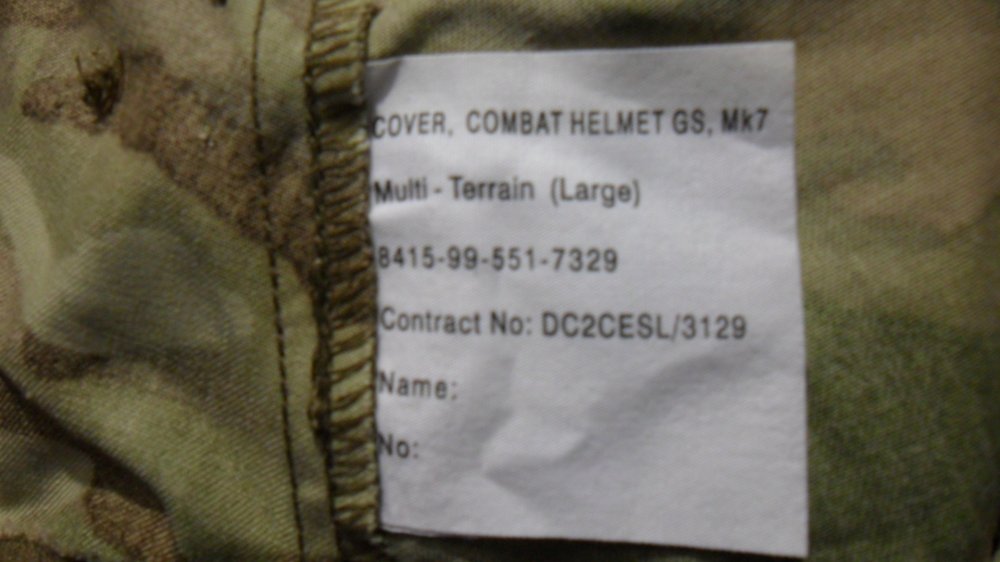 COVER, COMBAT HELMET GS, Mk7
Multi - Terrain (Large)
8415-99-551-7329
Contract No: DC2CESL/3129
Name:
No: